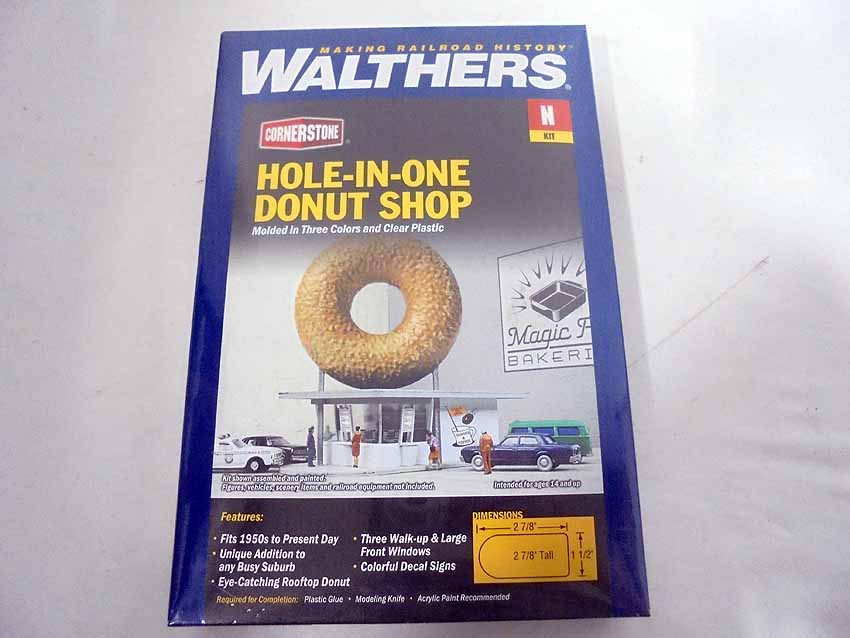 MAKING RAILROAD HISTORY™
WALTHERS®
CORNERSTONE®
N
KIT
HOLE-IN-ONE
DONUT SHOP
Molded in Three Colors and Clear Plastic
Magic
BAKERI
Kit shown assembled and painted.
Figures, vehicles, scenery items and railroad equipment not included.
Intended for ages 14 and up
Features:
• Fits 1950s to Present Day
• Unique Addition to
any Busy Suburb
• Eye-Catching Rooftop Donut
• Three Walk-up & Large
Front Windows
• Colorful Decal Signs
DIMENSIONS
2 7/8"
2 7/8" Tall
1 1/2"
Required for Completion: Plastic Glue • Modeling Knife • Acrylic Paint Recommended